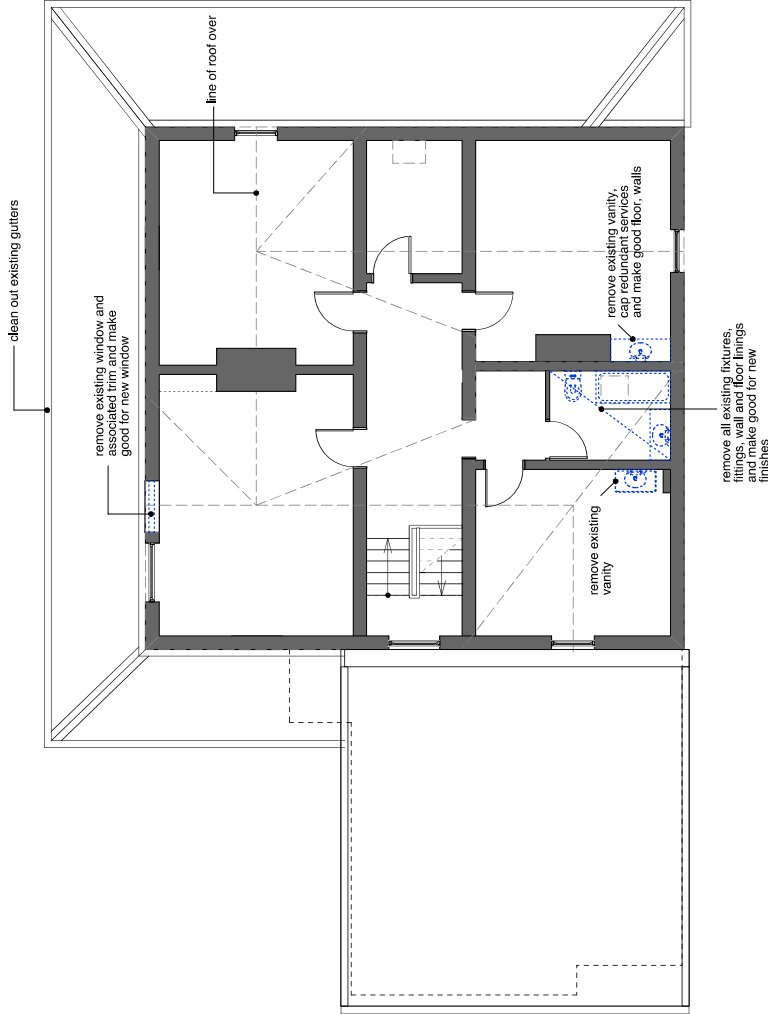 clean out existing gutters
remove existing window and
associated trim and make
good for new window
line of roof over
remove existing
vanity
remove existing vanity,
cap redundant services
and make good floor, walls
remove all existing fixtures,
fittings, wall and floor linings
and make good for new
finishes